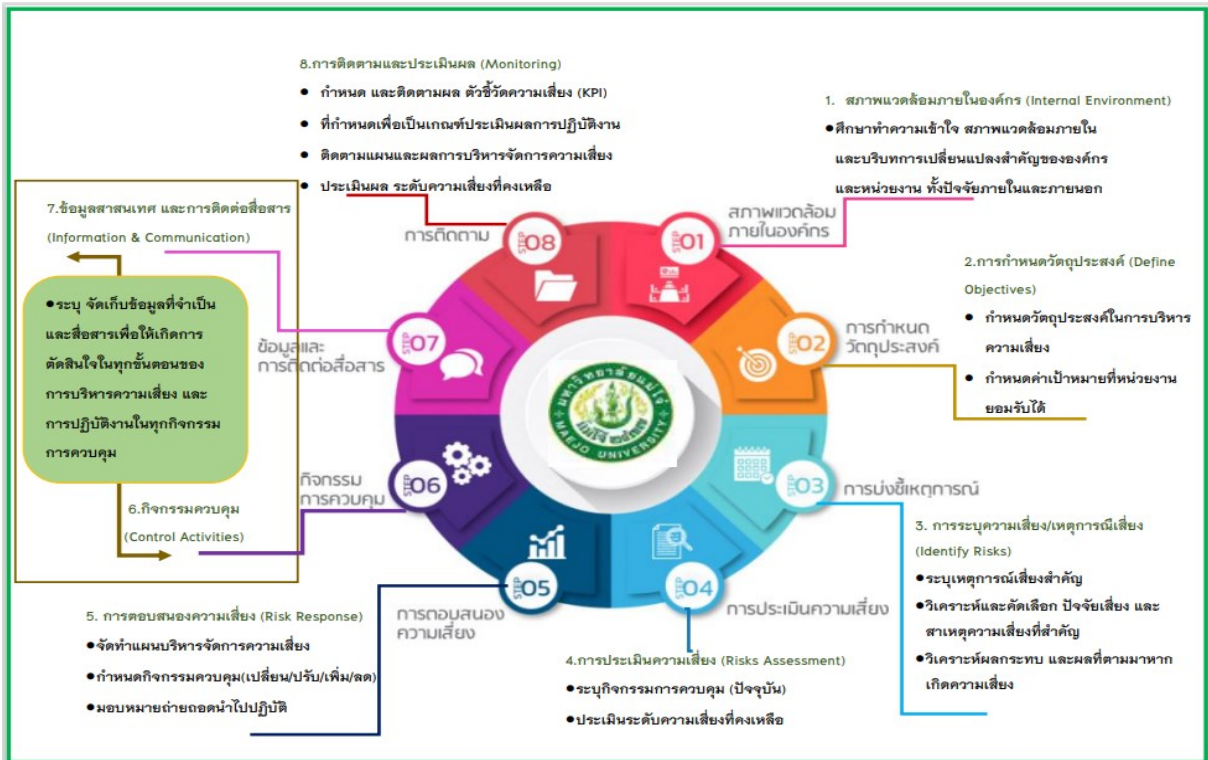 8.การติดตามและประเมินผล (Monitoring)
● กำหนด และติดตามผล ตัวชี้วัดความเสี่ยง (KPI)
● ที่กำหนดเพื่อเป็นเกณฑ์ประเมินผลการปฏิบัติงาน
● ติดตามแผนและผลการบริหารจัดการความเสี่ยง
● ประเมินผล ระดับความเสี่ยงที่คงเหลือ
1. สภาพแวดล้อมภายในองค์กร (Internal Environment)
●ศึกษาทำความเข้าใจ สภาพแวดล้อมภายใน
และบริบทการเปลี่ยนแปลงสำคัญขององค์กร
และหน่วยงาน ทั้งปัจจัยภายในและภายนอก
7.ข้อมูลสาสนเทศ และการติดต่อสื่อสาร
(Information & Communication)
●ระบุ จัดเก็บข้อมูลที่จำเป็น
และสื่อสารเพื่อให้เกิดการ
ตัดสินใจในทุกขั้นตอนของ
การบริหารความเสี่ยง และ
การปฏิบัติงานในทุกกิจกรรม
การควบคุม
6.กิจกรรมควบคุม
(Control Activities)
การติดตาม
STEP 08
STEP 01
สภาพแวดล้อม
ภายในองค์กร
2.การกำหนดวัตถุประสงค์ (Define
Objectives)
● กำหนดวัตถุประสงค์ในการบริหาร
ความเสี่ยง
● กำหนดค่าเป้าหมายที่หน่วยงาน
ยอมรับได้
ข้อมูลและ
การติดต่อสื่อสาร
STEP 07
STEP 02
การกำหนด
วัตถุประสงค์
มหาวิทยาลัยแม่โจ้
แม่โจ้ ๒๔๗๗
MAEJO UNIVERSITY
กิจกรรม
การควบคุม
STEP 06
STEP 03
การบ่งชี้เหตุการณ์
3. การระบุความเสี่ยง/เหตุการณ์เสี่ยง
(Identify Risks)
●ระบุเหตุการณ์เสี่ยงสำคัญ
●วิเคราะห์และคัดเลือก ปัจจัยเสี่ยง และ
สาเหตุความเสี่ยงที่สำคัญ
●วิเคราะห์ผลกระทบ และผลที่ตามมาหาก
เกิดความเสี่ยง
STEP 05
STEP 04
การตอบสนอง
ความเสี่ยง
การประเมินความเสี่ยง
5. การตอบสนองความเสี่ยง (Risk Response)
●จัดทำแผนบริหารจัดการความเสี่ยง
●กำหนดกิจกรรมควบคุม(เปลี่ยน/ปรับ/เพิ่ม/ลด)
●มอบหมายถ่ายถอดนำไปปฏิบัติ
4.การประเมินความเสี่ยง (Risks Assessment)
●ระบุกิจกรรมการควบคุม (ปัจจุบัน)
●ประเมินระดับความเสี่ยงที่คงเหลือ